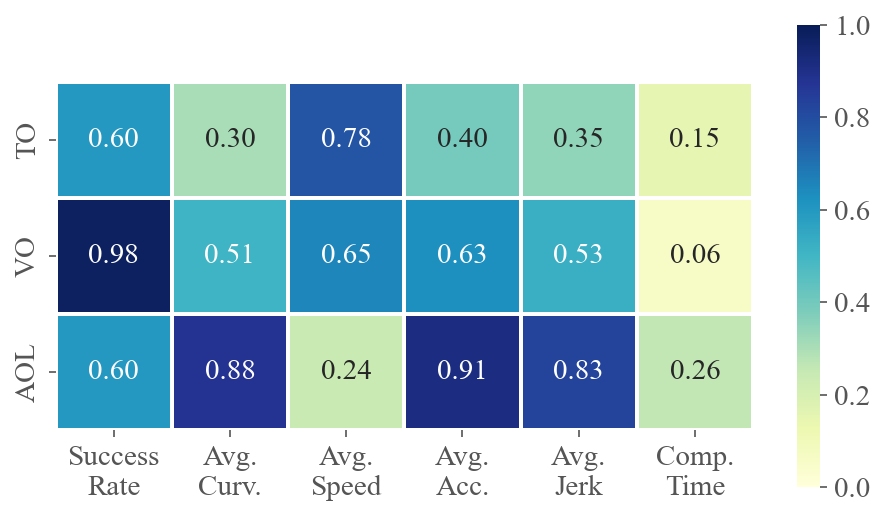 1.0
TO
0.60 0.30 0.78 0.40 0.35 0.15
0.8
VO
0.98 0.51 0.65 0.63 0.53 0.06
0.6
0.4
AOL
0.60 0.88 0.24 0.91 0.83 0.26
0.2
0.0
Success Rate
Avg. Curv.
Avg. Speed
Avg. Acc.
Avg. Jerk
Comp. Time